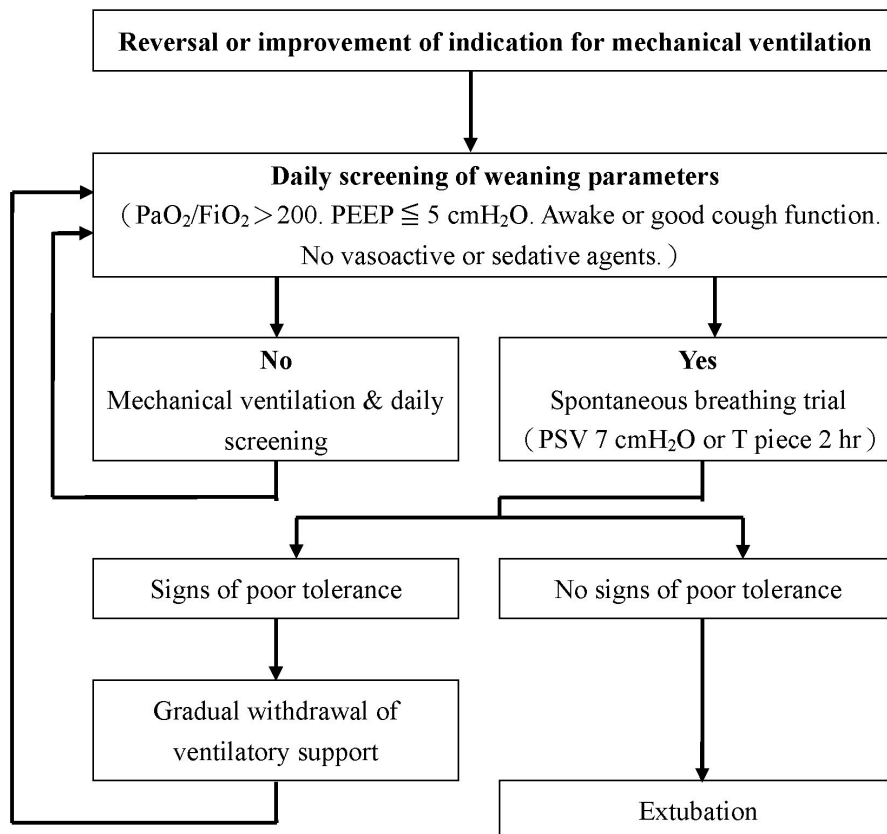 Reversal or improvement of indication for mechanical ventilation
Daily screening of weaning parameters
（PaO₂/FiO₂＞200. PEEP ≦ 5 cmH₂O. Awake or good cough function.
No vasoactive or sedative agents.）
No
Mechanical ventilation & daily
screening
Yes
Spontaneous breathing trial
（PSV 7 cmH₂O or T piece 2 hr）
Signs of poor tolerance
No signs of poor tolerance
Gradual withdrawal of
ventilatory support
Extubation